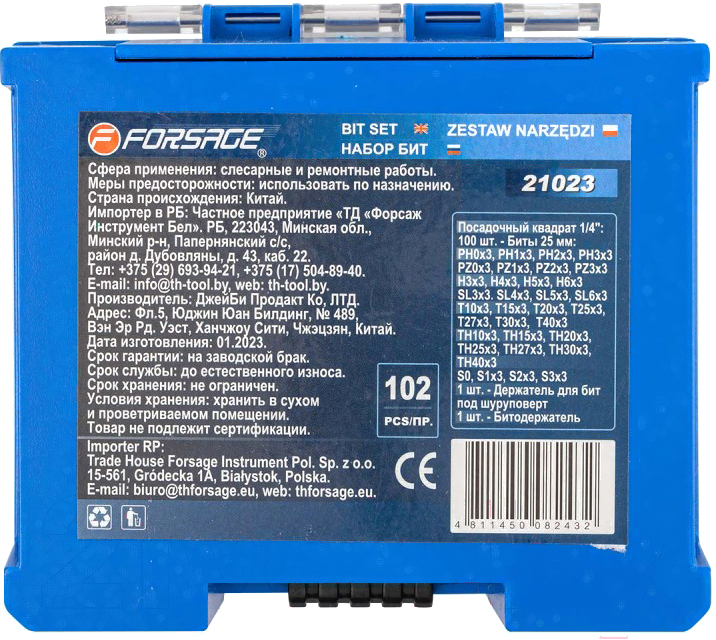 FORSAGE®
BIT SET
НАБОР БИТ
ZESTAW NARZĘDZI
21023
Сфера применения: слесарные и ремонтные работы.
Меры предосторожности: использовать по назначению.
Страна происхождения: Китай.
Импортер в РБ: Частное предприятие «ТД «Форсаж
Инструмент Бел». РБ, 223043, Минская обл.,
Минский р-н, Папернянский с/с,
район д. Дубовляны, д. 43, каб. 22.
Тел: +375 (29) 693-94-21, +375 (17) 504-89-40.
E-mail: info@th-tool.by, web: th-tool.by.
Производитель: ДжейБи Продакт Ко, ЛТД.
Адрес: Фл.5, Юджин Юан Билдинг, № 489,
Вэн Эр Рд. Уэст, Ханчжоу Сити, Чжэцзян, Китай.
Дата изготовления: 01.2023.
Срок гарантии: на заводской брак.
Срок службы: до естественного износа.
Срок хранения: не ограничен.
Условия хранения: хранить в сухом
и проветриваемом помещении.
Товар не подлежит сертификации.
102
PCS/ПР.
Посадочный квадрат 1/4":
100 шт. - Биты 25 мм:
PH0x3, PH1x3, PH2x3, PH3x3
PZ0x3, PZ1x3, PZ2x3, PZ3x3
H3x3, H4x3, H5x3, H6x3
SL3x3. SL4x3, SL5x3, SL6x3
T10x3, T15x3, T20x3, T25x3,
T27x3, T30x3, T40x3
TH10x3, TH15x3, TH20x3,
TH25x3, TH27x3, TH30x3,
TH40x3
S0, S1x3, S2x3, S3x3
1 шт. - Держатель для бит
под шуруповерт
1 шт. - Битодержатель
Importer RP:
Trade House Forsage Instrument Pol. Sp. z o.o.
15-561, Gródecka 1A, Białystok, Polska.
E-mail: biuro@thforsage.eu, web: thforsage.eu.
CE
4 811450 082432